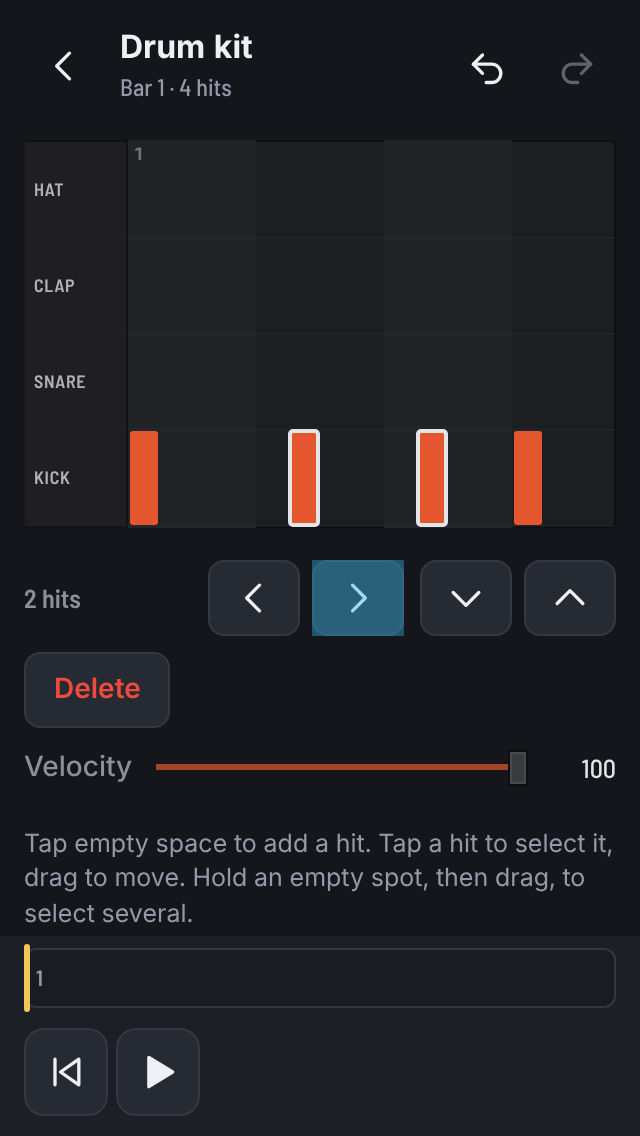 Drum kit
Bar 1 · 4 hits
1
HAT
CLAP
SNARE
KICK
2 hits
Delete
Velocity 100
Tap empty space to add a hit. Tap a hit to select it,
drag to move. Hold an empty spot, then drag, to
select several.
1